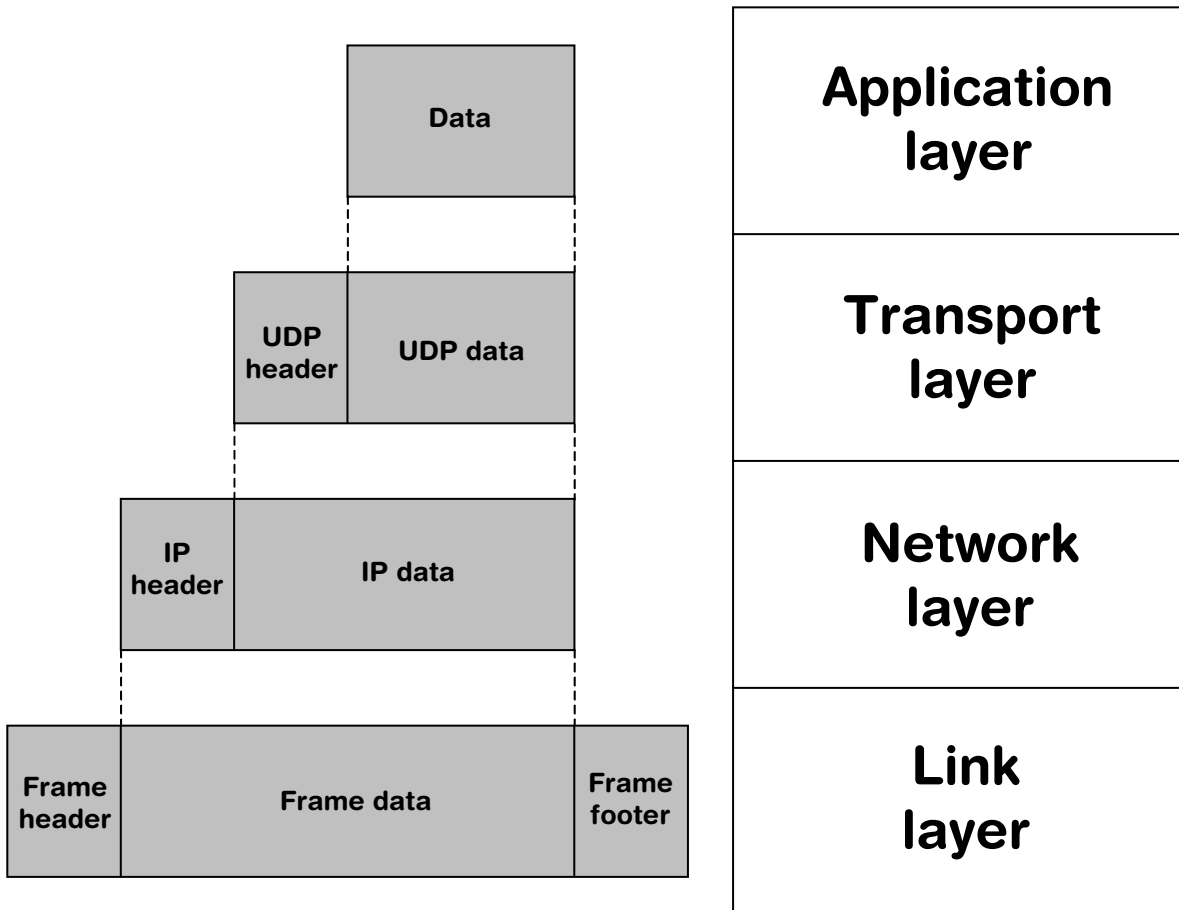 Data
Application
layer
UDP
header
UDP data
Transport
layer
IP
header
IP data
Network
layer
Frame
header
Frame data
Frame
footer
Link
layer